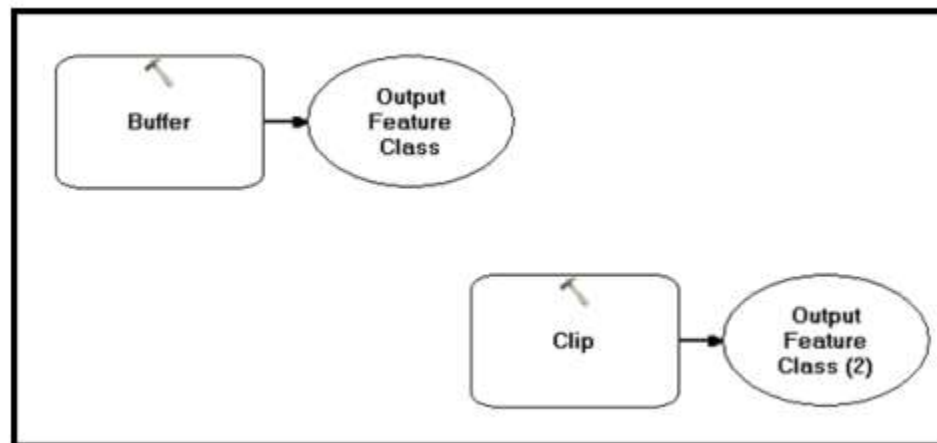 Buffer
Output
Feature
Class
Clip
Output
Feature
Class (2)